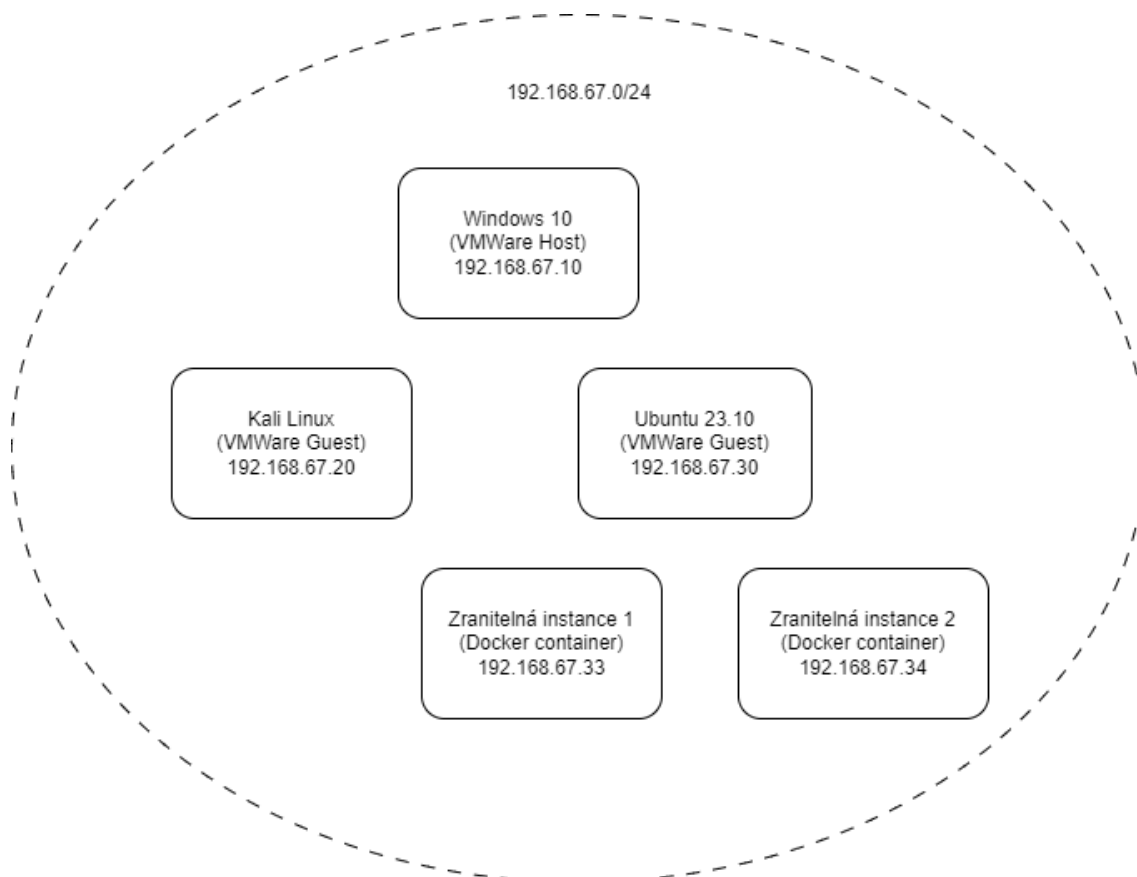 192.168.67.0/24
Windows 10
(VMWare Host)
192.168.67.10
Kali Linux
(VMWare Guest)
192.168.67.20
Ubuntu 23.10
(VMWare Guest)
192.168.67.30
Zranitelná instance 1
(Docker container)
192.168.67.33
Zranitelná instance 2
(Docker container)
192.168.67.34